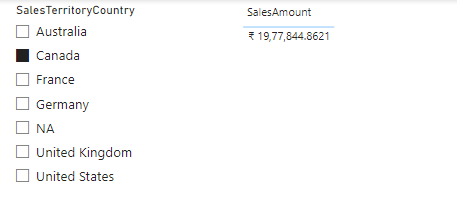 SalesTerritoryCountry
Australia
Canada
France
Germany
NA
United Kingdom
United States
SalesAmount
₹ 19,77,844.8621